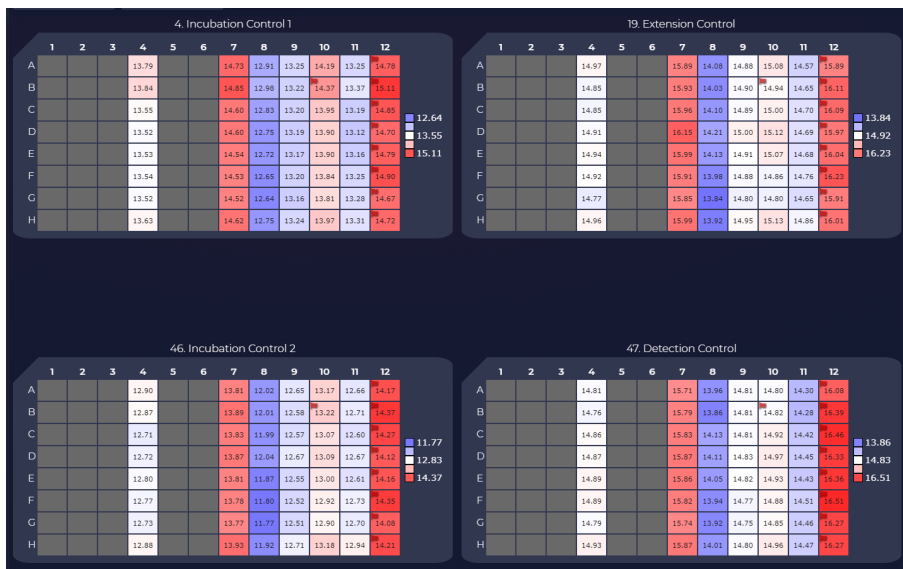 4. Incubation Control 1
1 2 3 4 5 6 7 8 9 10 11 12
A 13.79 14.73 12.91 13.25 14.19 13.25 14.78
B 13.84 14.85 12.98 13.22 14.37 13.37 15.11
C 13.55 14.60 12.83 13.20 13.95 13.19 14.85
D 13.52 14.60 12.75 13.19 13.90 13.12 14.70
E 13.53 14.54 12.72 13.17 13.90 13.16 14.79
F 13.54 14.53 12.65 13.20 13.84 13.25 14.90
G 13.52 14.52 12.64 13.16 13.81 13.28 14.67
H 13.63 14.62 12.75 13.24 13.97 13.31 14.72
12.64
13.55
15.11
19. Extension Control
1 2 3 4 5 6 7 8 9 10 11 12
A 14.97 15.89 14.08 14.88 15.08 14.57 15.89
B 14.85 15.93 14.03 14.90 14.94 14.65 16.11
C 14.85 15.96 14.10 14.89 15.00 14.70 16.09
D 14.91 16.15 14.21 15.00 15.12 14.69 15.97
E 14.94 15.99 14.13 14.91 15.07 14.68 16.04
F 14.92 15.91 13.98 14.88 14.86 14.76 16.23
G 14.77 15.85 13.84 14.80 14.80 14.65 15.91
H 14.96 15.99 13.92 14.95 15.13 14.86 16.01
13.84
14.92
16.23
46. Incubation Control 2
1 2 3 4 5 6 7 8 9 10 11 12
A 12.90 13.81 12.02 12.65 13.17 12.66 14.17
B 12.87 13.89 12.01 12.58 13.22 12.71 14.37
C 12.71 13.83 11.99 12.57 13.07 12.60 14.27
D 12.72 13.87 12.04 12.67 13.09 12.67 14.12
E 12.80 13.81 11.87 12.55 13.00 12.61 14.16
F 12.77 13.78 11.80 12.52 12.92 12.73 14.35
G 12.73 13.77 11.77 12.51 12.90 12.70 14.08
H 12.88 13.93 11.92 12.71 13.18 12.94 14.21
11.77
12.83
14.37
47. Detection Control
1 2 3 4 5 6 7 8 9 10 11 12
A 14.81 15.71 13.96 14.81 14.80 14.30 16.08
B 14.76 15.79 13.86 14.81 14.82 14.28 16.39
C 14.86 15.83 14.13 14.81 14.92 14.42 16.46
D 14.87 15.87 14.11 14.83 14.97 14.45 16.33
E 14.89 15.86 14.05 14.82 14.93 14.43 16.36
F 14.89 15.82 13.94 14.77 14.88 14.51 16.51
G 14.79 15.74 13.92 14.75 14.85 14.46 16.27
H 14.93 15.87 14.01 14.80 14.96 14.47 16.27
13.86
14.83
16.51